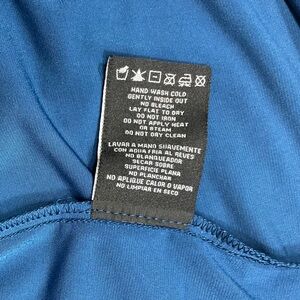 HAND WASH COLD
GENTLY INSIDE OUT
NO BLEACH
LAY FLAT TO DRY
DO NOT IRON
DO NOT APPLY HEAT
OR STEAM
DO NOT DRY CLEAN
LAVAR A MANO SUAVEMENTE
CON AGUA FRIA AL REVES
NO BLANQUEADOR
SECAR SOBRE
SUPERFICIE PLANA
NO PLANCHAR
NO APLIQUE CALOR O VAPOR
NO LIMPIAR EN SECO